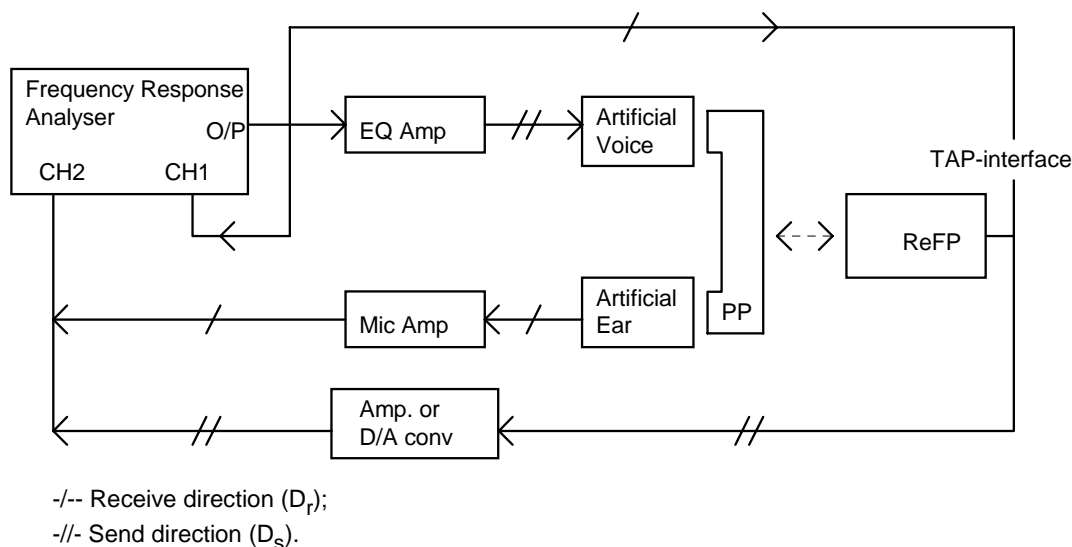 Frequency Response
Analyser
O/P
CH2
CH1
EQ Amp
Artificial
Voice
TAP-interface
ReFP
Mic Amp
Artificial
Ear
PP
Amp. or
D/A conv
-/-- Receive direction (Dr);
-//- Send direction (Ds).